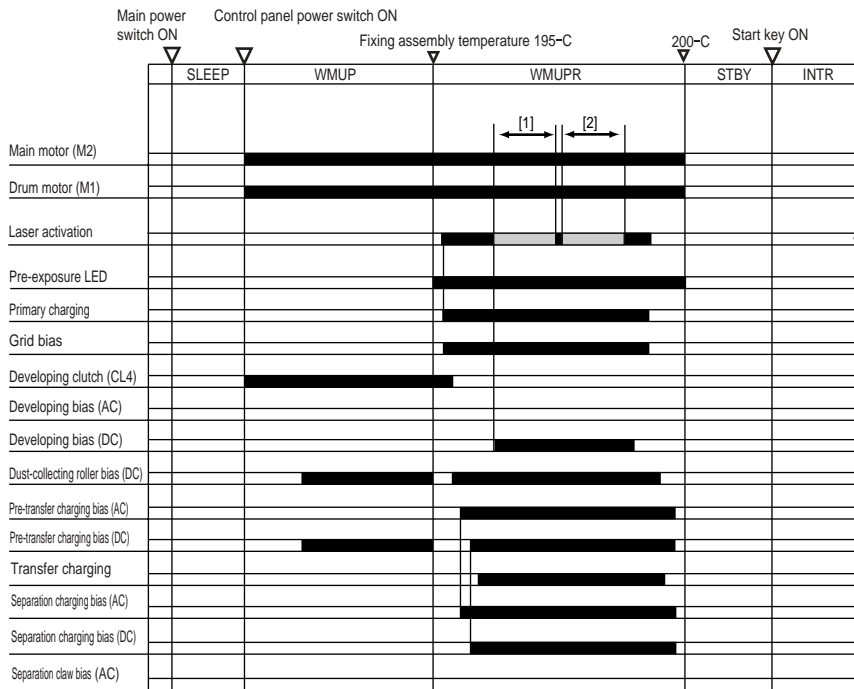 Main power
switch ON
Control panel power switch ON
Fixing assembly temperature 195−C
200−C
Start key ON
SLEEP
WMUP
WMUPR
STBY
INTR
[1]
[2]
Main motor (M2)
Drum motor (M1)
Laser activation
Pre-exposure LED
Primary charging
Grid bias
Developing clutch (CL4)
Developing bias (AC)
Developing bias (DC)
Dust-collecting roller bias (DC)
Pre-transfer charging bias (AC)
Pre-transfer charging bias (DC)
Transfer charging
Separation charging bias (AC)
Separation charging bias (DC)
Separation claw bias (AC)